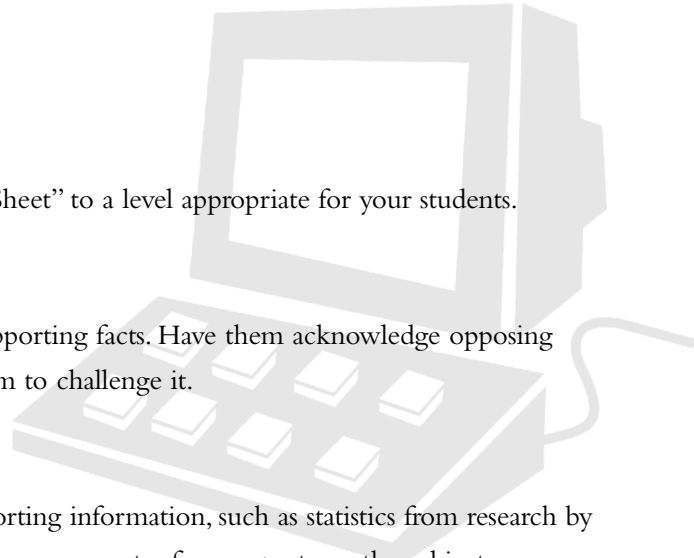 Sheet” to a level appropriate for your students.
pporting facts. Have them acknowledge opposing
m to challenge it.
orting information, such as statistics from research by